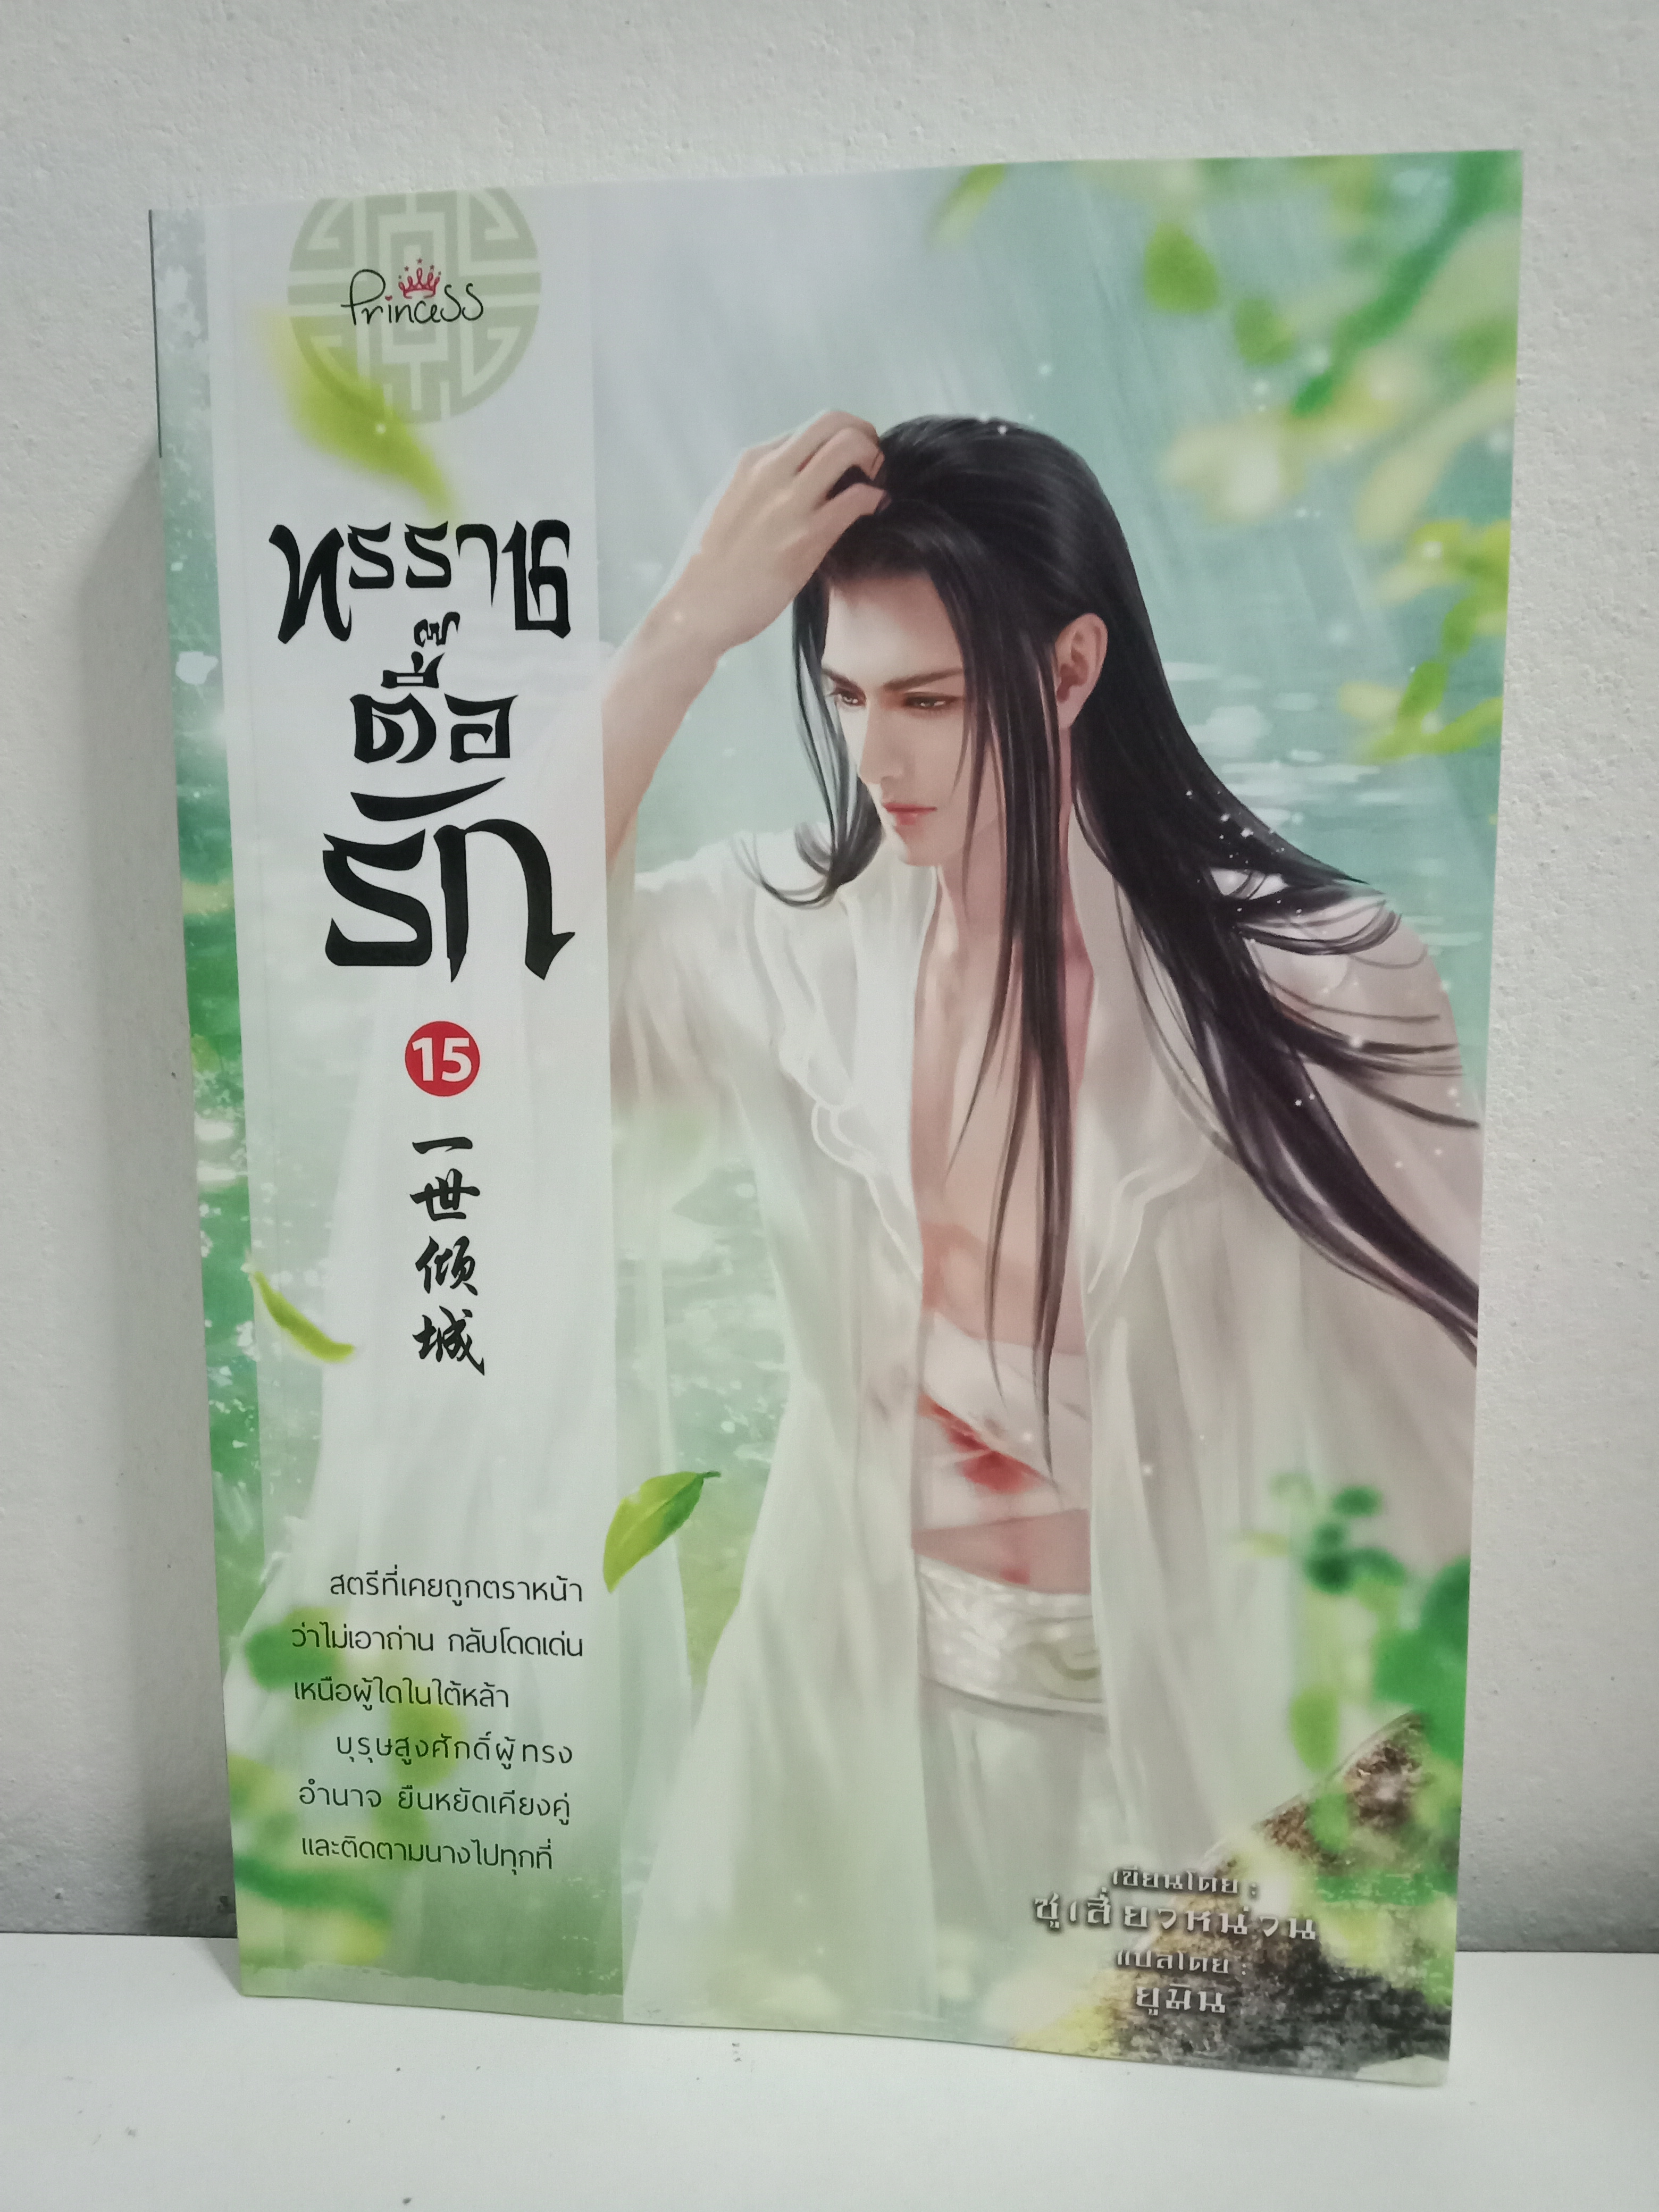 Princess
ทรราช
ตื๊อ
รัก
15
一
世
倾
城
สตรีที่เคยถูกตราหน้า
ว่าไม่เอาถ่าน กลับโดดเด่น
เหนือผู้ใดในใต้หล้า
บุรุษสูงศักดิ์ผู้ทรง
อำนาจ ยืนหยัดเคียงคู่
และติดตามนางไปทุกที่
เขียนโดย :
ซูเสี่ยวหน่วน
แปลโดย :
ยูมิน